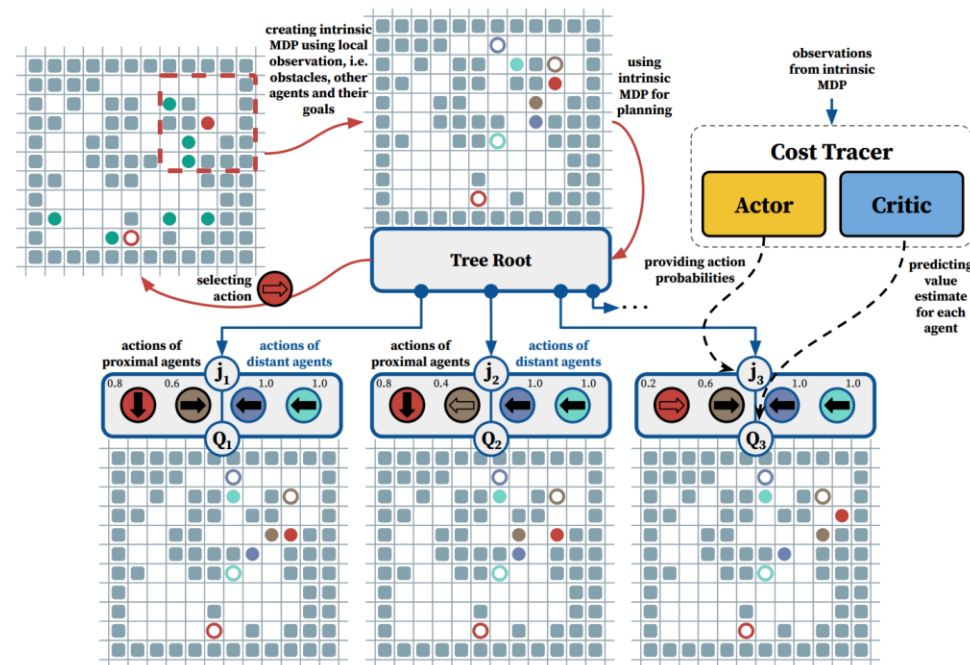 creating intrinsic
MDP using local
observation, i.e.
obstacles, other
agents and their
goals
using
intrinsic
MDP for
planning
observations
from intrinsic
MDP
Cost Tracer
Actor
Critic
Tree Root
selecting
action
providing action
probabilities
predicting
value
estimate
for each
agent
...
actions of
proximal agents
actions of
distant agents
0.8 0.6 1.0 1.0
j1
Q1
actions of
proximal agents
actions of
distant agents
0.8 0.4 1.0 1.0
j2
Q2
0.2 0.6 1.0 1.0
j3
Q3